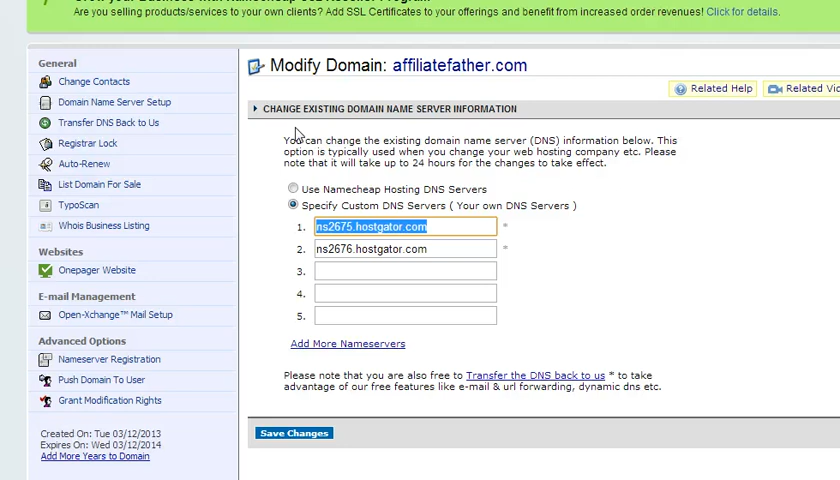 Are you selling products/services to your own clients? Add SSL Certificates to your offerings and benefit from increased order revenues! Click for details.
General
Change Contacts
Domain Name Server Setup
Transfer DNS Back to Us
Registrar Lock
Auto-Renew
List Domain For Sale
TypoScan
Whois Business Listing
Websites
Onepager Website
E-mail Management
Open-Xchange™ Mail Setup
Advanced Options
Nameserver Registration
Push Domain To User
Grant Modification Rights
Created On: Tue 03/12/2013
Expires On: Wed 03/12/2014
Add More Years to Domain
Modify Domain: affiliatefather.com
Related Help
Related Vid
CHANGE EXISTING DOMAIN NAME SERVER INFORMATION
You can change the existing domain name server (DNS) information below. This
option is typically used when you change your web hosting company etc. Please
note that it will take up to 24 hours for the changes to take effect.
Use Namecheap Hosting DNS Servers
Specify Custom DNS Servers ( Your own DNS Servers )
1. ns2675.hostgator.com *
2. ns2676.hostgator.com *
3.
4.
5.
Add More Nameservers
Please note that you are also free to Transfer the DNS back to us * to take
advantage of our free features like e-mail & url forwarding, dynamic dns etc.
Save Changes